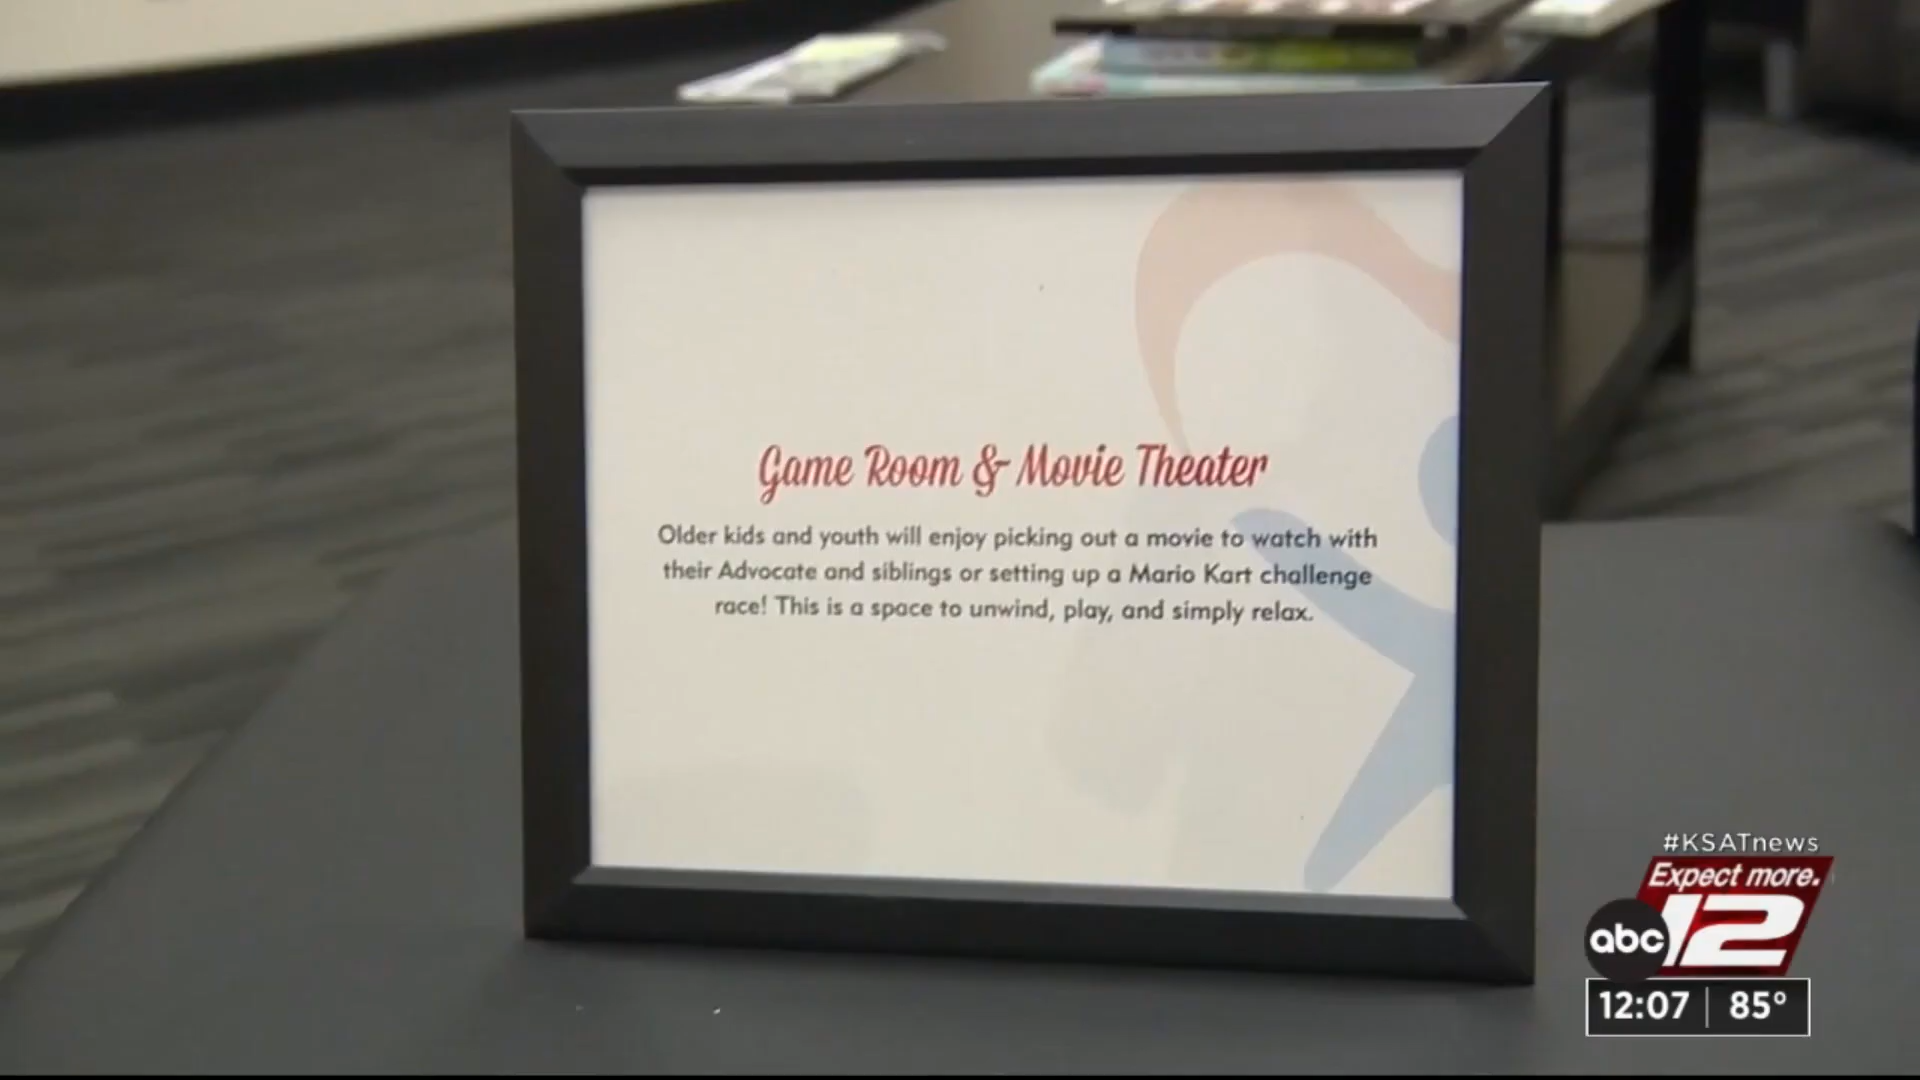 Game Room & Movie Theater
Older kids and youth will enjoy picking out a movie to watch with
their Advocate and siblings or setting up a Mario Kart challenge
race! This is a space to unwind, play, and simply relax.
#KSATnews
Expect more.
abc 12
12:07 85°